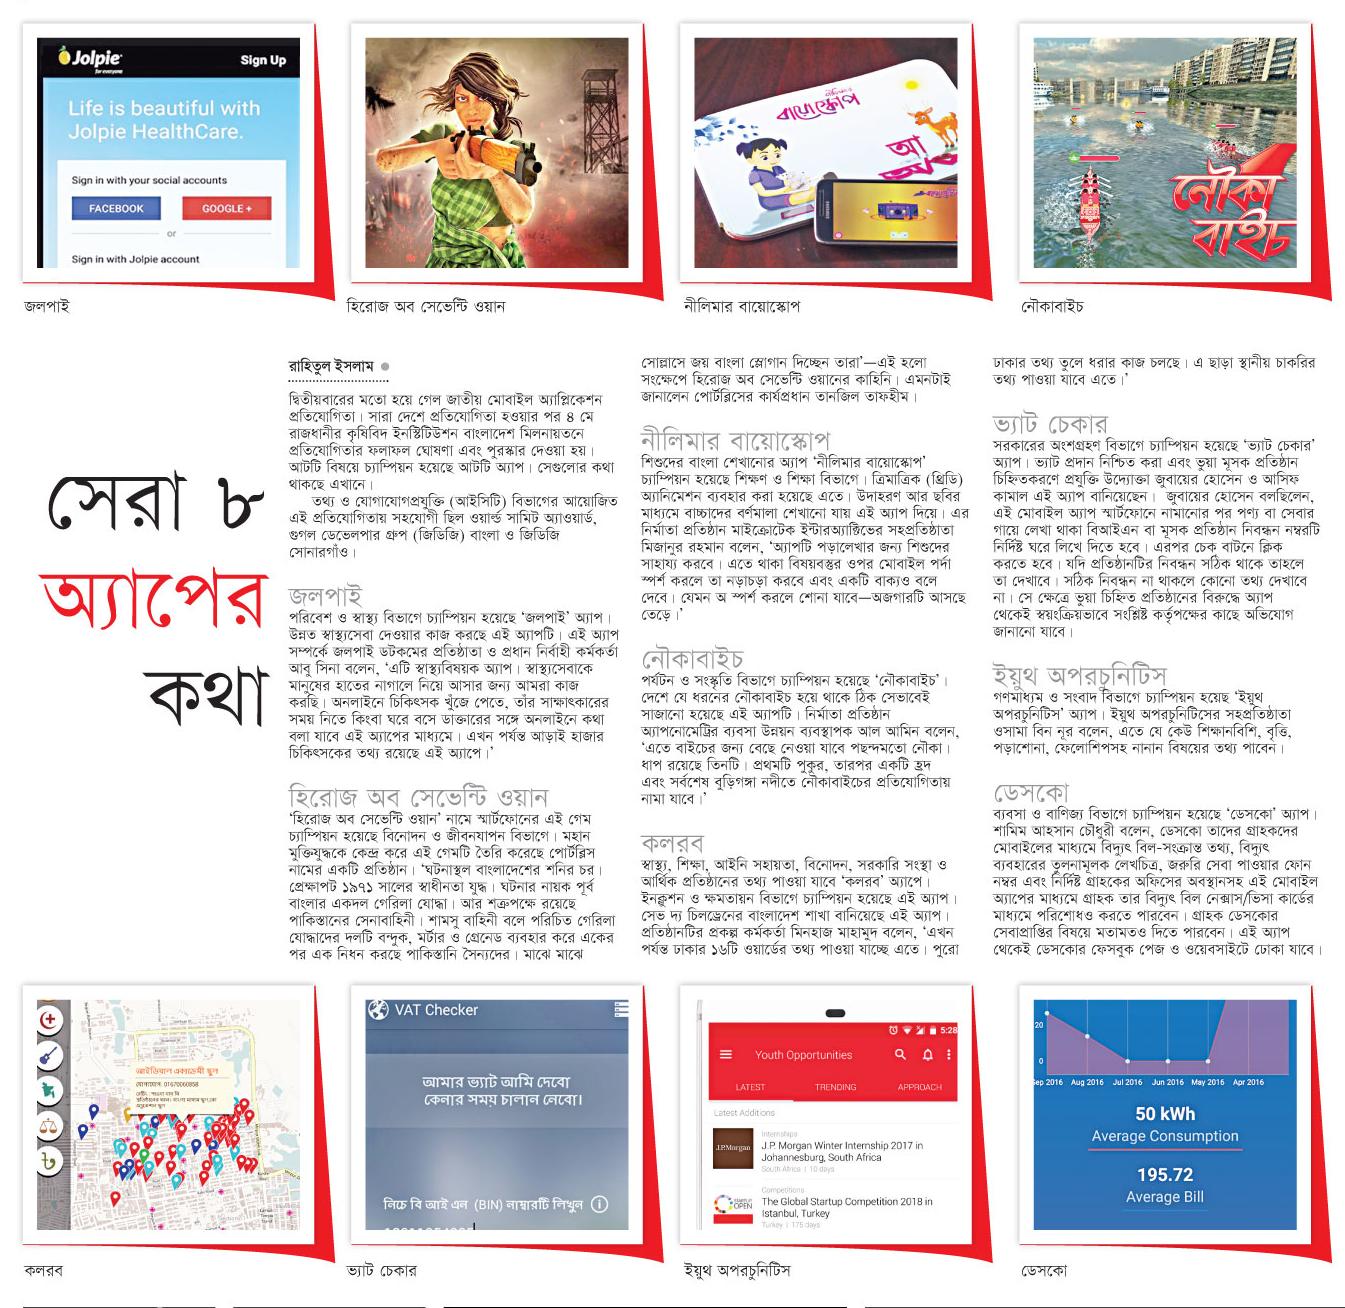 Jolpie
for everyone
Sign Up
Life is beautiful with
Jolpie HealthCare.
Sign in with your social accounts
FACEBOOK
GOOGLE +
or
Sign in with Jolpie account
জলপাই
হিরোজ অব সেভেন্টি ওয়ান
নীলিমার
বায়োস্কোপ
আ
নীলিমার বায়োস্কোপ
নৌকা
বাইচ
নৌকাবাইচ
সেরা ৮
অ্যাপের
কথা
রাহিতুল ইসলাম
দ্বিতীয়বারের মতো হয়ে গেল জাতীয় মোবাইল অ্যাপ্লিকেশন
প্রতিযোগিতা। সারা দেশে প্রতিযোগিতা হওয়ার পর ৪ মে
রাজধানীর কৃষিবিদ ইনস্টিটিউশন বাংলাদেশ মিলনায়তনে
প্রতিযোগিতার ফলাফল ঘোষণা এবং পুরস্কার দেওয়া হয়।
আটটি বিষয়ে চ্যাম্পিয়ন হয়েছে আটটি অ্যাপ। সেগুলোর কথা
থাকছে এখানে।
তথ্য ও যোগাযোগপ্রযুক্তি (আইসিটি) বিভাগের আয়োজিত
এই প্রতিযোগিতায় সহযোগী ছিল ওয়ার্ল্ড সামিট অ্যাওয়ার্ড,
গুগল ডেভেলপার গ্রুপ (জিডিজি) বাংলা ও জিডিজি
সোনারগাঁও।
জলপাই
পরিবেশ ও স্বাস্থ্য বিভাগে চ্যাম্পিয়ন হয়েছে ‘জলপাই’ অ্যাপ।
উন্নত স্বাস্থ্যসেবা দেওয়ার কাজ করছে এই অ্যাপটি। এই অ্যাপ
সম্পর্কে জলপাই ডটকমের প্রতিষ্ঠাতা ও প্রধান নির্বাহী কর্মকর্তা
আবু সিনা বলেন, ‘এটি স্বাস্থ্যবিষয়ক অ্যাপ। স্বাস্থ্যসেবাকে
মানুষের হাতের নাগালে নিয়ে আসার জন্য আমরা কাজ
করছি। অনলাইনে চিকিৎসক খুঁজে পেতে, তাঁর সাক্ষাৎকারের
সময় নিতে কিংবা ঘরে বসে ডাক্তারের সঙ্গে অনলাইনে কথা
বলা যাবে এই অ্যাপের মাধ্যমে। এখন পর্যন্ত আড়াই হাজার
চিকিৎসকের তথ্য রয়েছে এই অ্যাপে।’
হিরোজ অব সেভেন্টি ওয়ান
‘হিরোজ অব সেভেন্টি ওয়ান’ নামে স্মার্টফোনের এই গেম
চ্যাম্পিয়ন হয়েছে বিনোদন ও জীবনযাপন বিভাগে। মহান
মুক্তিযুদ্ধকে কেন্দ্র করে এই গেমটি তৈরি করেছে পোর্টব্লিস
নামের একটি প্রতিষ্ঠান। ‘ঘটনাস্থল বাংলাদেশের শনির চর।
প্রেক্ষাপট ১৯৭১ সালের স্বাধীনতা যুদ্ধ। ঘটনার নায়ক পূর্ব
বাংলার একদল গেরিলা যোদ্ধা। আর শত্রুপক্ষে রয়েছে
পাকিস্তানের সেনাবাহিনী। শামসু বাহিনী বলে পরিচিত গেরিলা
যোদ্ধাদের দলটি বন্দুক, মর্টার ও গ্রেনেড ব্যবহার করে একের
পর এক নিধন করছে পাকিস্তানি সৈন্যদের। মাঝে মাঝে
সোল্লাসে জয় বাংলা স্লোগান দিচ্ছেন তারা’—এই হলো
সংক্ষেপে হিরোজ অব সেভেন্টি ওয়ানের কাহিনি। এমনটাই
জানালেন পোর্টব্লিসের কার্যপ্রধান তানজিল তাফহীম।
নীলিমার বায়োস্কোপ
শিশুদের বাংলা শেখানোর অ্যাপ ‘নীলিমার বায়োস্কোপ’
চ্যাম্পিয়ন হয়েছে শিক্ষণ ও শিক্ষা বিভাগে। ত্রিমাত্রিক (থ্রিডি)
অ্যানিমেশন ব্যবহার করা হয়েছে এতে। উদাহরণ আর ছবির
মাধ্যমে বাচ্চাদের বর্ণমালা শেখানো যায় এই অ্যাপ দিয়ে। এর
নির্মাতা প্রতিষ্ঠান মাইক্রোটেক ইন্টারঅ্যাক্টিভের সহপ্রতিষ্ঠাতা
মিজানুর রহমান বলেন, ‘অ্যাপটি পড়ালেখার জন্য শিশুদের
সাহায্য করবে। এতে থাকা বিষয়বস্তুর ওপর মোবাইল পর্দা
স্পর্শ করলে তা নড়াচড়া করবে এবং একটি বাক্যও বলে
দেবে। যেমন অ স্পর্শ করলে শোনা যাবে—অজগরটি আসছে
তেড়ে।’
নৌকাবাইচ
পর্যটন ও সংস্কৃতি বিভাগে চ্যাম্পিয়ন হয়েছে ‘নৌকাবাইচ’।
দেশে যে ধরনের নৌকাবাইচ হয়ে থাকে ঠিক সেভাবেই
সাজানো হয়েছে এই অ্যাপটি। নির্মাতা প্রতিষ্ঠান
অ্যাপনোমেট্রির ব্যবসা উন্নয়ন ব্যবস্থাপক আল আমিন বলেন,
‘এতে বাইচের জন্য বেছে নেওয়া যাবে পছন্দমতো নৌকা।
ধাপ রয়েছে তিনটি। প্রথমটি পুকুর, তারপর একটি হ্রদ
এবং সর্বশেষ বুড়িগঙ্গা নদীতে নৌকাবাইচের প্রতিযোগিতায়
নামা যাবে।’
কলরব
স্বাস্থ্য, শিক্ষা, আইনি সহায়তা, বিনোদন, সরকারি সংস্থা ও
আর্থিক প্রতিষ্ঠানের তথ্য পাওয়া যাবে ‘কলরব’ অ্যাপে।
ইনক্লুশন ও ক্ষমতায়ন বিভাগে চ্যাম্পিয়ন হয়েছে এই অ্যাপ।
সেভ দ্য চিলড্রেনের বাংলাদেশ শাখা বানিয়েছে এই অ্যাপ।
প্রতিষ্ঠানটির প্রকল্প কর্মকর্তা মিনহাজ মাহামুদ বলেন, ‘এখন
পর্যন্ত ঢাকার ১৬টি ওয়ার্ডের তথ্য পাওয়া যাচ্ছে এতে। পুরো
ঢাকার তথ্য তুলে ধরার কাজ চলছে। এ ছাড়া স্থানীয় চাকরির
তথ্য পাওয়া যাবে এতে।’
ভ্যাট চেকার
সরকারের অংশগ্রহণ বিভাগে চ্যাম্পিয়ন হয়েছে ‘ভ্যাট চেকার’
অ্যাপ। ভ্যাট প্রদান নিশ্চিত করা এবং ভুয়া মূসক প্রতিষ্ঠান
চিহ্নিতকরণে প্রযুক্তি উদ্যোক্তা জুবায়ের হোসেন ও আসিফ
কামাল এই অ্যাপ বানিয়েছেন। জুবায়ের হোসেন বলছিলেন,
এই মোবাইল অ্যাপ স্মার্টফোনে নামানোর পর পণ্য বা সেবার
গায়ে লেখা থাকা বিআইএন বা মূসক প্রতিষ্ঠান নিবন্ধন নম্বরটি
নির্দিষ্ট ঘরে লিখে দিতে হবে। এরপর চেক বাটনে ক্লিক
করতে হবে। যদি প্রতিষ্ঠানটির নিবন্ধন সঠিক থাকে তাহলে
তা দেখাবে। সঠিক নিবন্ধন না থাকলে কোনো তথ্য দেখাবে
না। সে ক্ষেত্রে ভুয়া চিহ্নিত প্রতিষ্ঠানের বিরুদ্ধে অ্যাপ
থেকেই স্বয়ংক্রিয়ভাবে সংশ্লিষ্ট কর্তৃপক্ষের কাছে অভিযোগ
জানানো যাবে।
ইয়ুথ অপরচুনিটিস
গণমাধ্যম ও সংবাদ বিভাগে চ্যাম্পিয়ন হয়েছ ‘ইয়ুথ
অপরচুনিটিস’ অ্যাপ। ইয়ুথ অপরচুনিটিসের সহপ্রতিষ্ঠাতা
ওসামা বিন নূর বলেন, এতে যে কেউ শিক্ষানবিশি, বৃত্তি,
পড়াশোনা, ফেলোশিপসহ নানান বিষয়ের তথ্য পাবেন।
ডেসকো
ব্যবসা ও বাণিজ্য বিভাগে চ্যাম্পিয়ন হয়েছে ‘ডেসকো’ অ্যাপ।
শামিম আহসান চৌধুরী বলেন, ডেসকো তাদের গ্রাহকদের
মোবাইলের মাধ্যমে বিদ্যুৎ বিল-সংক্রান্ত তথ্য, বিদ্যুৎ
ব্যবহারের তুলনামূলক লেখচিত্র, জরুরি সেবা পাওয়ার ফোন
নম্বর এবং নির্দিষ্ট গ্রাহকের অফিসের অবস্থানসহ এই মোবাইল
অ্যাপের মাধ্যমে গ্রাহক তার বিদ্যুৎ বিল নেক্সাস/ভিসা কার্ডের
মাধ্যমে পরিশোধও করতে পারবেন। গ্রাহক ডেসকোর
সেবাপ্রাপ্তির বিষয়ে মতামতও দিতে পারবেন। এই অ্যাপ
থেকেই ডেসকোর ফেসবুক পেজ ও ওয়েবসাইটে ঢোকা যাবে।
আইডিয়াল একাডেমী স্কুল
যোগাযোগ: 01670060858
কলরব
VAT Checker
আমার ভ্যাট আমি দেবো
কেনার সময় চালান নেবো।
নিচে বি আই এন (BIN) নাম্বারটি লিখুন
ভ্যাট চেকার
5:28
Youth Opportunities
LATEST TRENDING APPROACH
Latest Additions
J.P.Morgan
Internships
J.P. Morgan Winter Internship 2017 in
Johannesburg, South Africa
South Africa | 10 days
STARTUP
OPEN
Competitions
The Global Startup Competition 2018 in
Istanbul, Turkey
Turkey | 175 days
ইয়ুথ অপরচুনিটিস
20
0
Sep 2016 Aug 2016 Jul 2016 Jun 2016 May 2016 Apr 2016
50 kWh
Average Consumption
195.72
Average Bill
ডেসকো